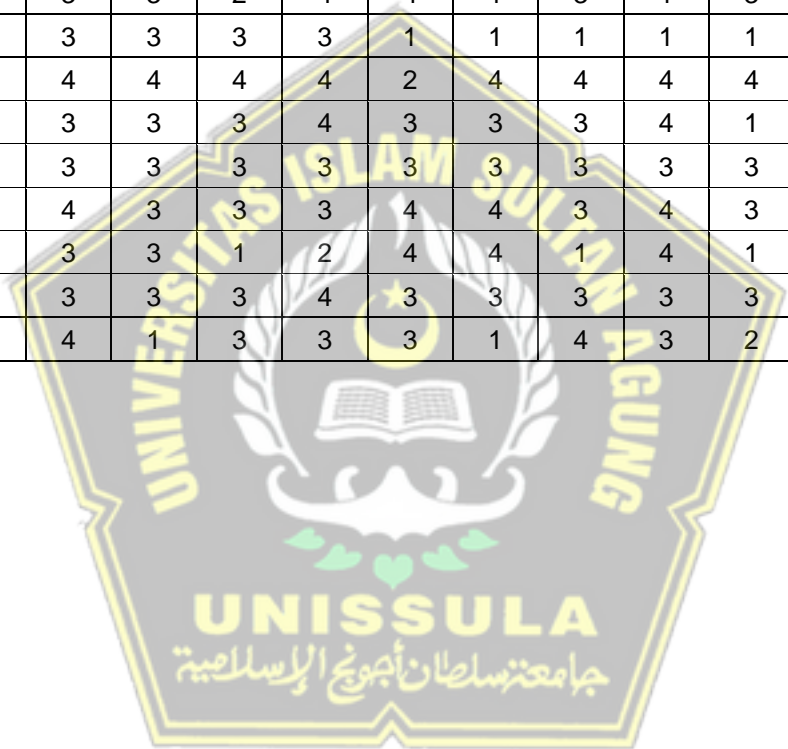 3 3 3 3 1 1 1 1 1
4 4 4 4 2 4 4 4 4
3 3 3 4 3 3 3 4 1
3 3 3 3 3 3 3 3 3
4 3 3 3 4 4 3 4 3
3 3 1 2 4 4 1 4 1
3 3 3 4 3 3 3 3 3
4 1 3 3 3 1 4 3 2
UNIVERSITAS ISLAM SULTAN AGUNG
UNISSULA
جامعة سلطان أجونج الإسلامية